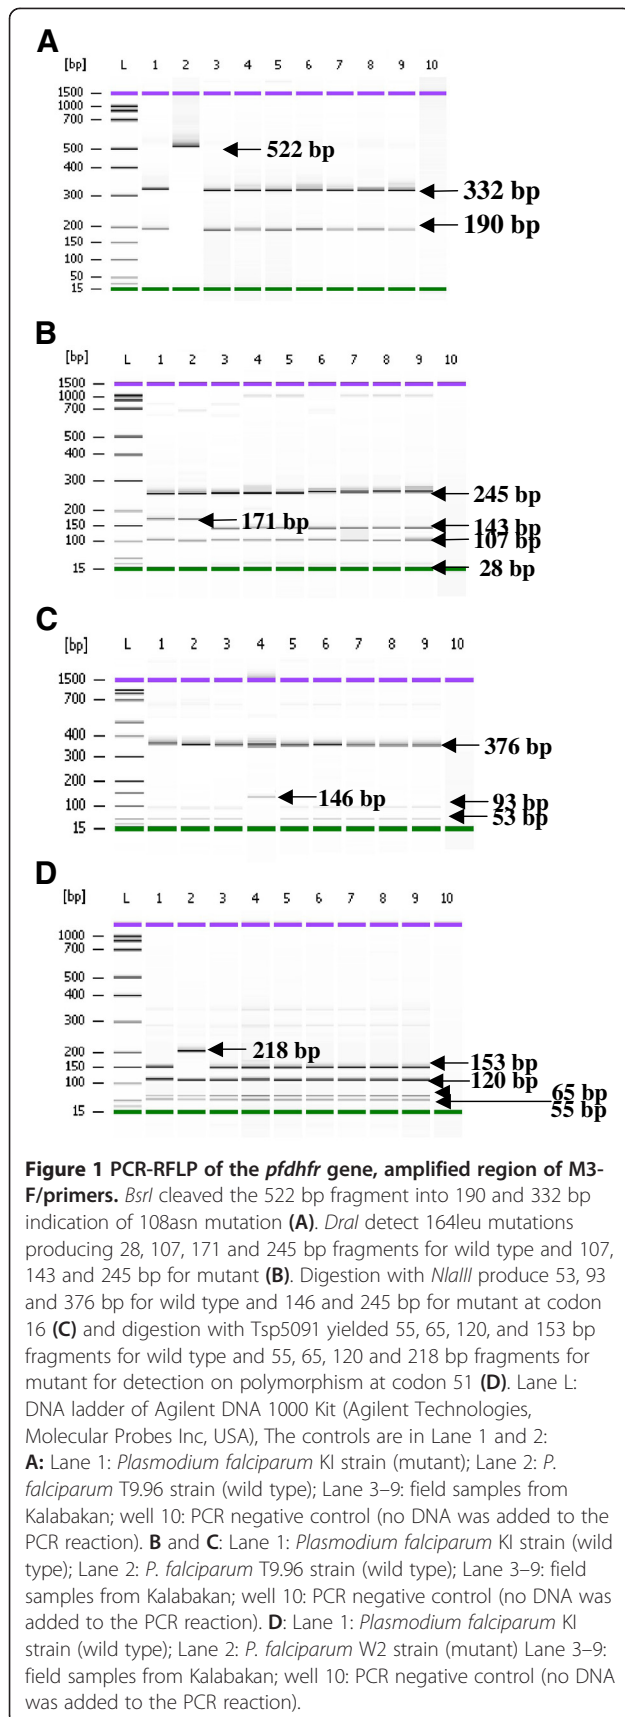 A
[bp] L 1 2 3 4 5 6 7 8 9 10
1500
1000
700
500
400
300
200
150
100
50
15
522 bp
332 bp
190 bp
B
[bp] L 1 2 3 4 5 6 7 8 9 10
1500
1000
700
500
400
300
200
150
100
15
245 bp
171 bp
143 bp
107 bp
28 bp
C
[bp] L 1 2 3 4 5 6 7 8 9 10
1500
700
400
300
200
100
15
376 bp
146 bp
93 bp
53 bp
D
[bp] L 1 2 3 4 5 6 7 8 9 10
1000
700
500
400
300
200
150
100
15
218 bp
153 bp
120 bp
65 bp
55 bp
Figure 1 PCR-RFLP of the pfdhfr gene, amplified region of M3-
F/primers. BsrI cleaved the 522 bp fragment into 190 and 332 bp
indication of 108asn mutation (A). DraI detect 164leu mutations
producing 28, 107, 171 and 245 bp fragments for wild type and 107,
143 and 245 bp for mutant (B). Digestion with NlaIII produce 53, 93
and 376 bp for wild type and 146 and 245 bp for mutant at codon
16 (C) and digestion with Tsp5091 yielded 55, 65, 120, and 153 bp
fragments for wild type and 55, 65, 120 and 218 bp fragments for
mutant for detection on polymorphism at codon 51 (D). Lane L:
DNA ladder of Agilent DNA 1000 Kit (Agilent Technologies,
Molecular Probes Inc, USA), The controls are in Lane 1 and 2:
A: Lane 1: Plasmodium falciparum KI strain (mutant); Lane 2: P.
falciparum T9.96 strain (wild type); Lane 3–9: field samples from
Kalabakan; well 10: PCR negative control (no DNA was added to the
PCR reaction). B and C: Lane 1: Plasmodium falciparum KI strain (wild
type); Lane 2: P. falciparum T9.96 strain (wild type); Lane 3–9: field
samples from Kalabakan; well 10: PCR negative control (no DNA was
added to the PCR reaction). D: Lane 1: Plasmodium falciparum KI
strain (wild type); Lane 2: P. falciparum W2 strain (mutant) Lane 3–9:
field samples from Kalabakan; well 10: PCR negative control (no DNA
was added to the PCR reaction).